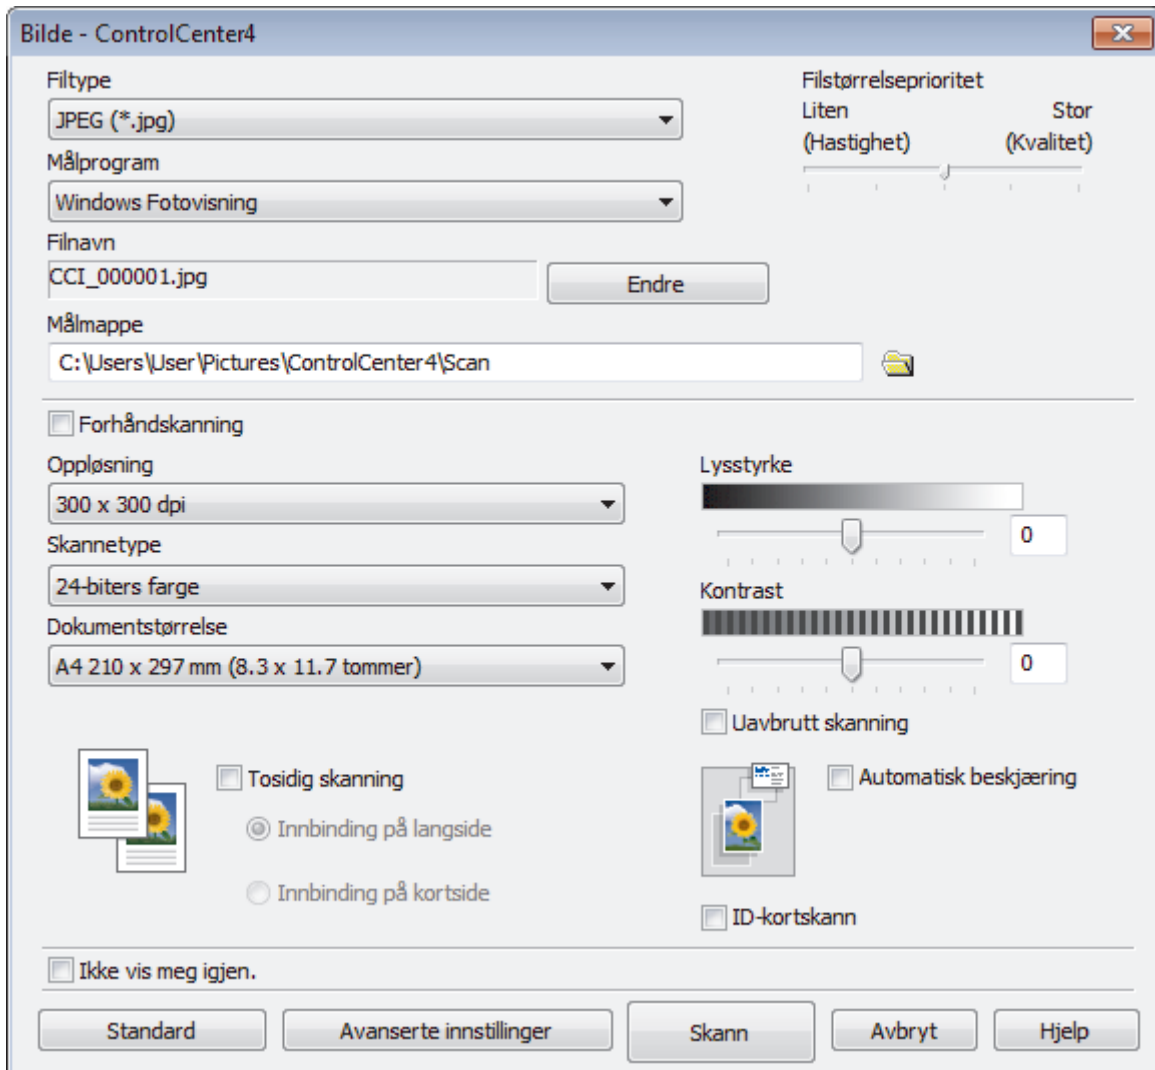 Bilde - ControlCenter4
Filtype
JPEG (*.jpg)
Målprogram
Windows Fotovisning
Filnavn
CCI_000001.jpg
Endre
Målmappe
C:\Users\User\Pictures\ControlCenter4\Scan
Filstørrelseprioritet
Liten Stor
(Hastighet) (Kvalitet)
Forhåndskanning
Oppløsning
300 x 300 dpi
Skannetype
24-biters farge
Dokumentstørrelse
A4 210 x 297 mm (8.3 x 11.7 tommer)
Lysstyrke
0
Kontrast
0
Uavbrutt skanning
Tosidig skanning
Innbinding på langside
Innbinding på kortside
Automatisk beskjæring
ID-kortskann
Ikke vis meg igjen.
Standard Avanserte innstillinger Skann Avbryt Hjelp